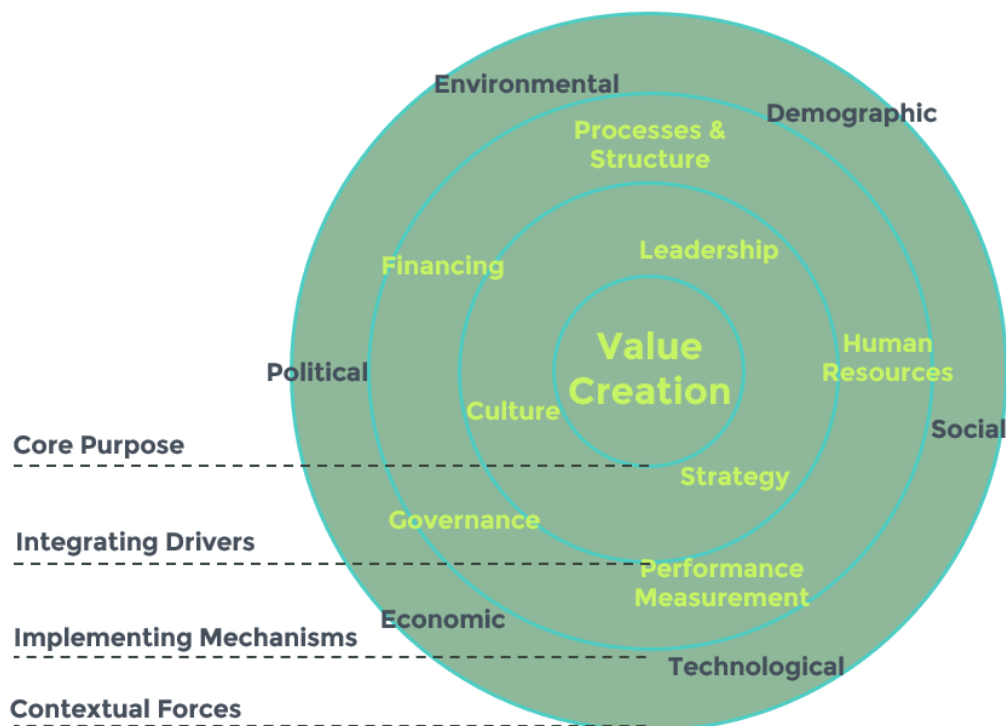 Environmental
Demographic
Processes &
Structure
Leadership
Financing
Value
Creation
Human
Resources
Political
Culture
Social
Core Purpose
Strategy
Governance
Integrating Drivers
Performance
Measurement
Economic
Implementing Mechanisms
Technological
Contextual Forces